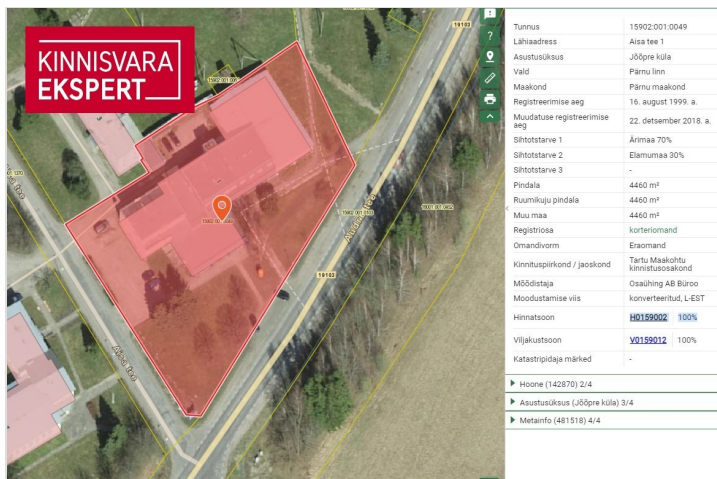 KINNISVARA
EKSPERT
19103
?
Aisa tee
Aisa tee
19103
Tunnus 15902:001:0049
Lähiaadress Aisa tee 1
Asustusüksus Jõõpre küla
Vald Pärnu linn
Maakond Pärnu maakond
Registreerimise aeg 16. august 1999. a.
Muudatuse registreerimise aeg 22. detsember 2018. a.
Sihtotstarve 1 Ärimaa 70%
Sihtotstarve 2 Elamumaa 30%
Sihtotstarve 3 -
Pindala 4460 m²
Ruumikuju pindala 4460 m²
Muu maa 4460 m²
Registriosa korteriomand
Omandivorm Eraomand
Kinnituspiirkond / jaoskond Tartu Maakohtu kinnistusosakond
Mõõdistaja Osaühing AB Büroo
Moodustamise viis konverteeritud, L-EST
Hinnatsoon H0159002 100%
Viljakustsoon V0159012 100%
Katastripidaja märked -
Hoone (142870) 2/4
Asustusüksus (Jõõpre küla) 3/4
Metainfo (481518) 4/4